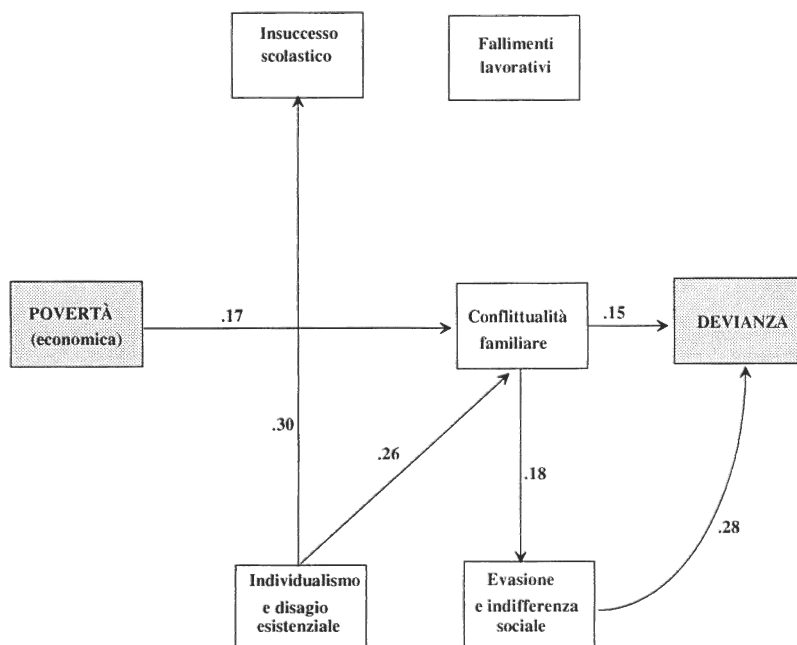 Insuccesso
scolastico
Fallimenti
lavorativi
POVERTÀ
(economica)
.17
Conflittualità
familiare
.15
DEVIANZA
.30
.26
.18
.28
Individualismo
e disagio
esistenziale
Evasione
e indifferenza
sociale